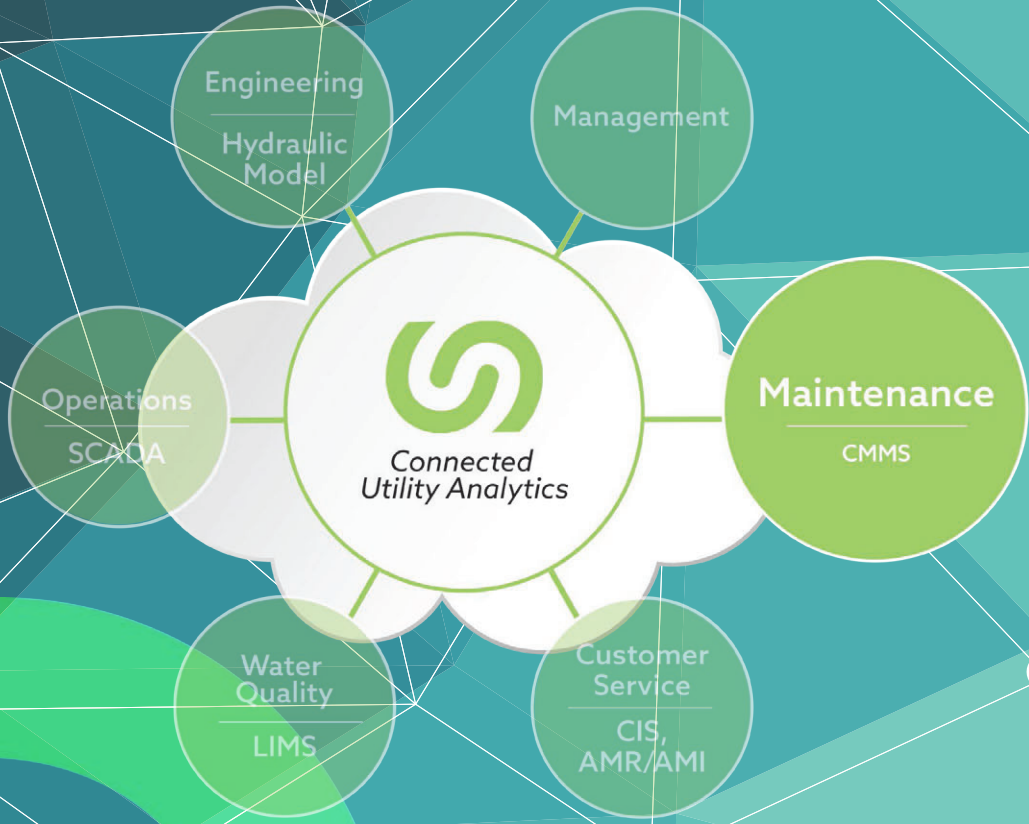 Engineering
Hydraulic
Model
Management
Operations
SCADA
Connected
Utility Analytics
Maintenance
CMMS
Water
Quality
LIMS
Customer
Service
CIS,
AMR/AMI